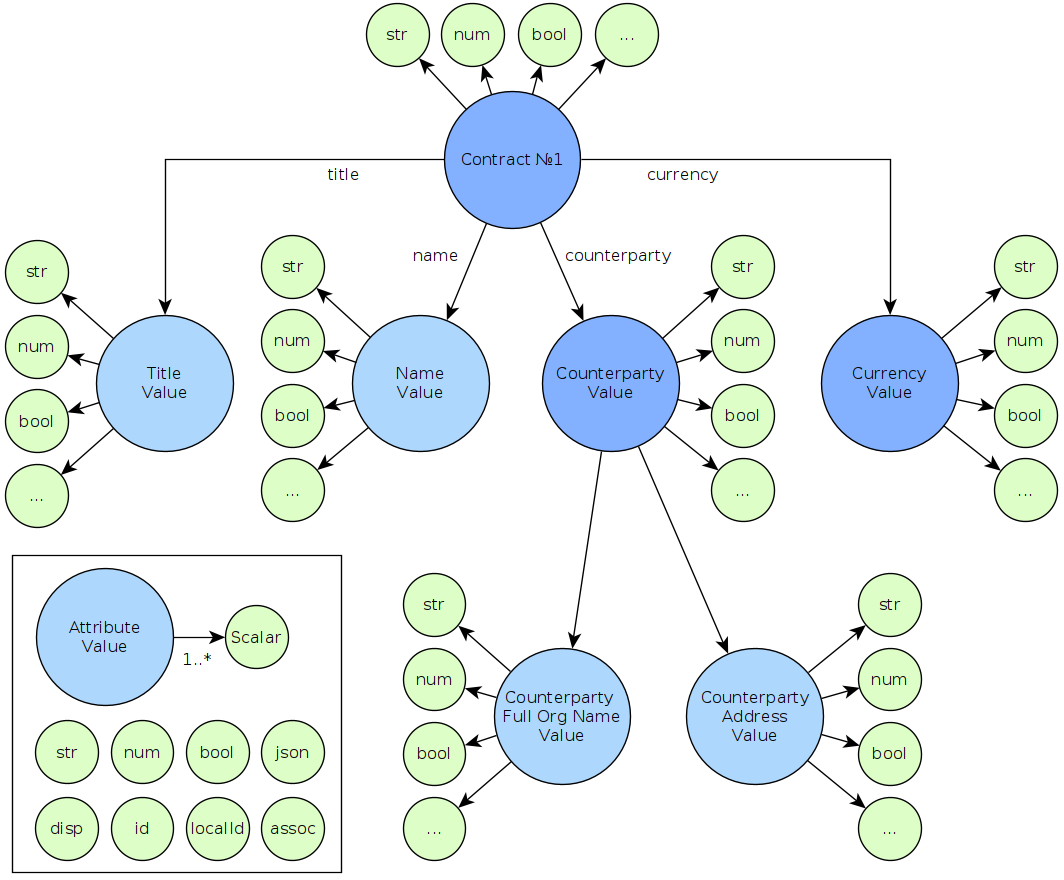 str
num
bool
...
Contract №1
title
currency
name
counterparty
str
num
bool
...
Title
Value
str
num
bool
...
Name
Value
Counterparty
Value
str
num
bool
...
Currency
Value
str
num
bool
...
Attribute
Value
1..*
Scalar
str
num
bool
json
disp
id
localId
assoc
str
num
bool
...
Counterparty
Full Org Name
Value
Counterparty
Address
Value
str
num
bool
...